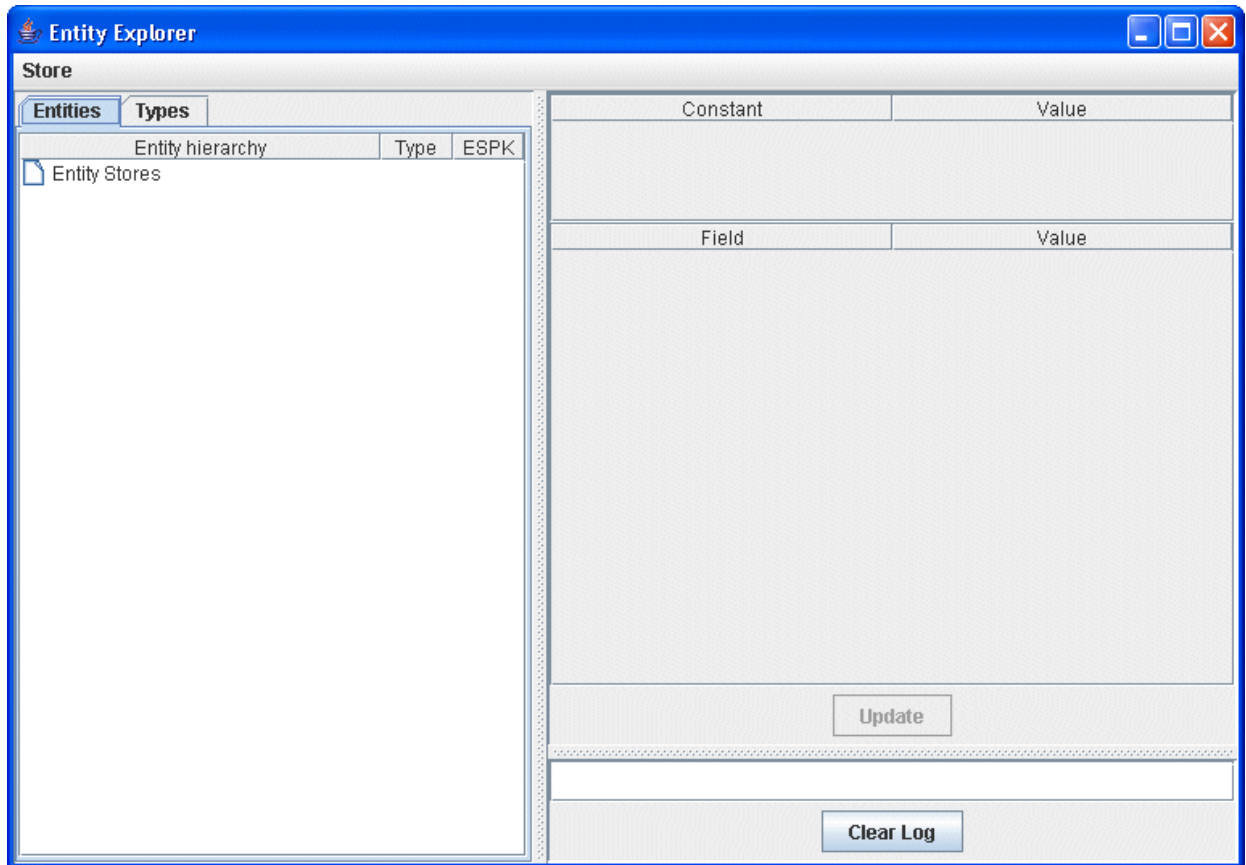 Entity Explorer
Store
Entities Types
Entity hierarchy Type ESPK
Entity Stores
Constant Value
Field Value
Update
Clear Log